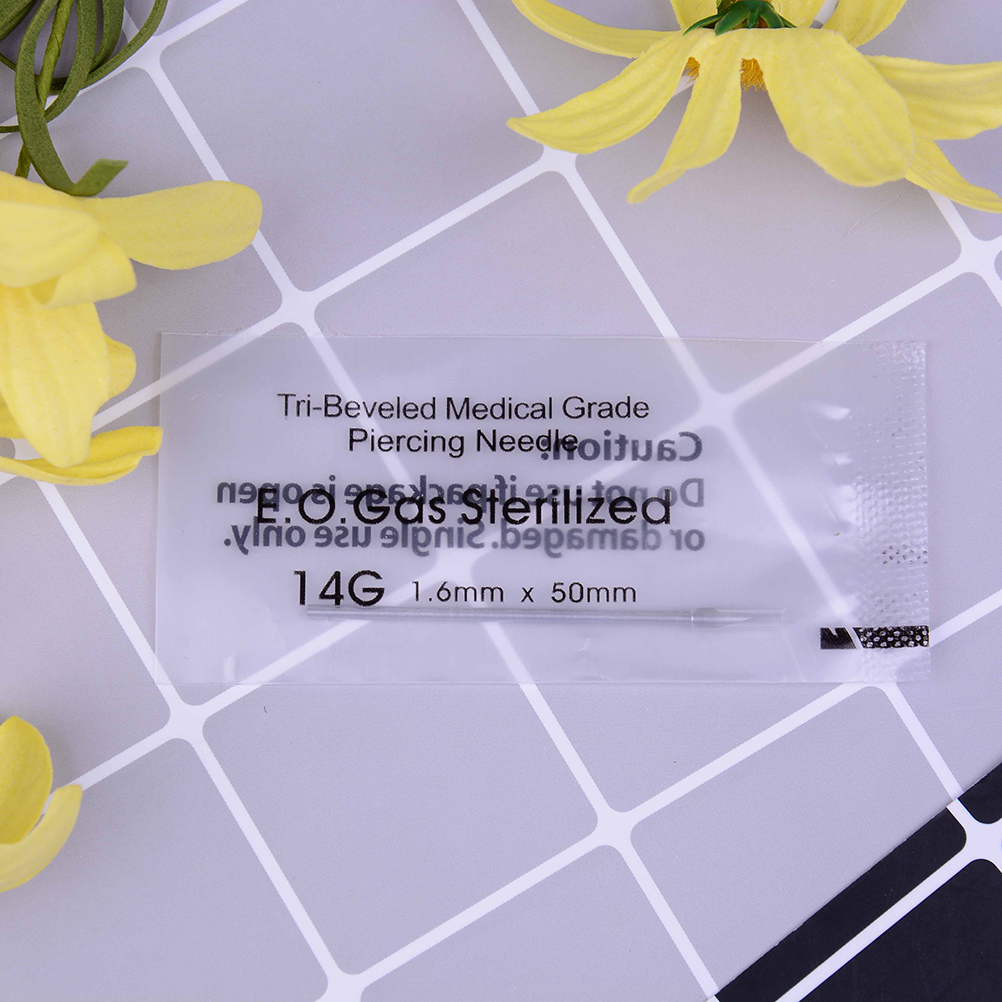 Tri-Beveled Medical Grade
Piercing Needle
Caution:
Do not use if package is open
E.O.Gas Sterilized
or damaged. Single use only.
14G 1.6mm x 50mm